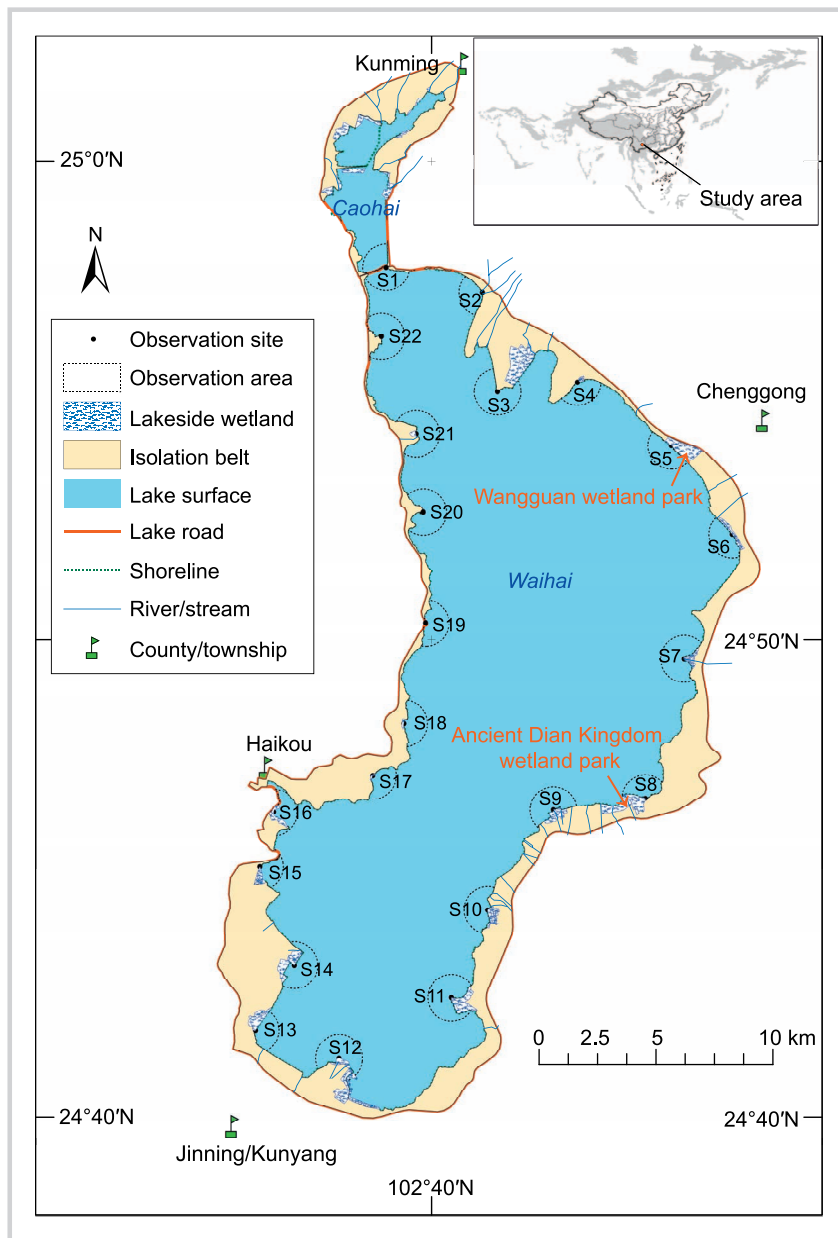 Kunming
25°0′N
Study area
Caohai
N
S1
S2
S22
Observation site
Observation area
Lakeside wetland
Isolation belt
Lake surface
Lake road
Shoreline
River/stream
County/township
S3
S4
Chenggong
S21
S5
Wangguan wetland park
S20
S6
Waihai
S19
24°50′N
S7
S18
Ancient Dian Kingdom
wetland park
Haikou
S17
S8
S9
S16
S15
S10
S14
S11
S13
S12
0 2.5 5 10 km
24°40′N
24°40′N
Jinning/Kunyang
102°40′N